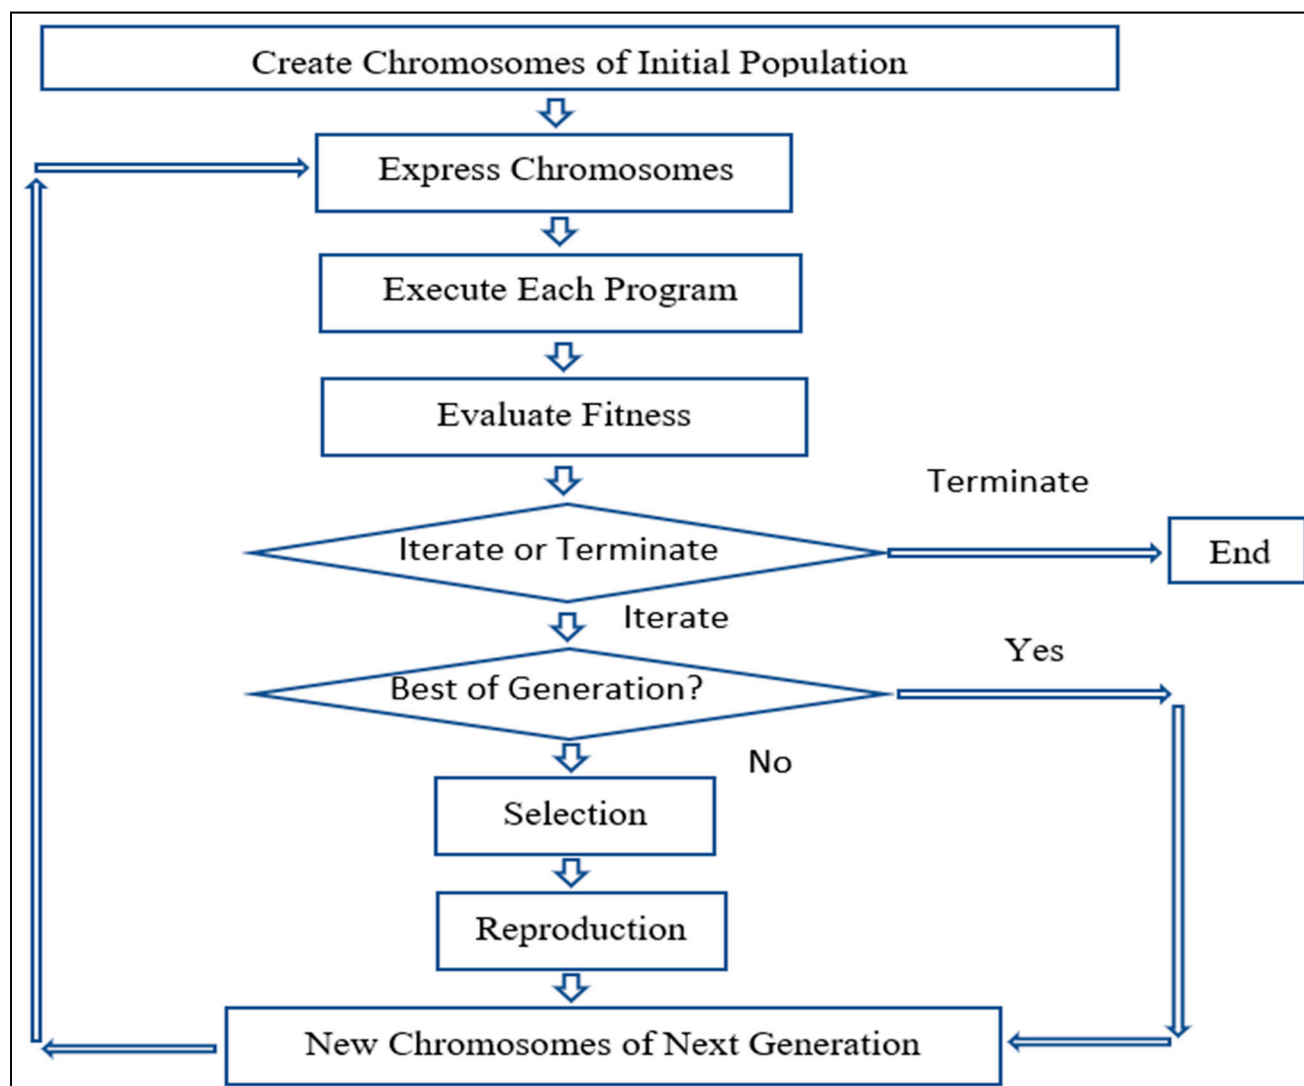 Create Chromosomes of Initial Population
Express Chromosomes
Execute Each Program
Evaluate Fitness
Terminate
Iterate or Terminate
End
Iterate
Yes
Best of Generation?
No
Selection
Reproduction
New Chromosomes of Next Generation